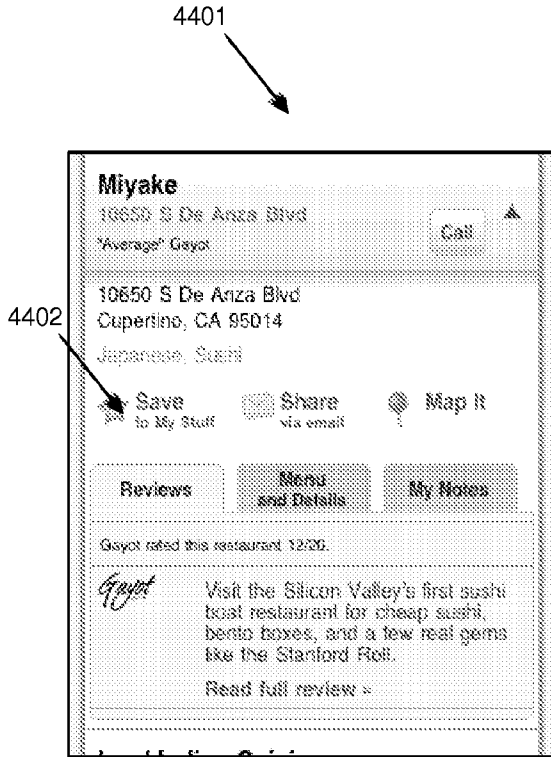 4401
Miyake
10650 S De Anza Blvd
"Average" Gayot
Call
10650 S De Anza Blvd
Cupertino, CA 95014
4402
Japanese, Sushi
Save
to My Stuff
Share
via email
Map It
Reviews
Menu
and Details
My Notes
Gayot rated this restaurant 12/20.
Gayot
Visit the Silicon Valley's first sushi
boat restaurant for cheap sushi,
bento boxes, and a few real gems
like the Stanford Roll.
Read full review »